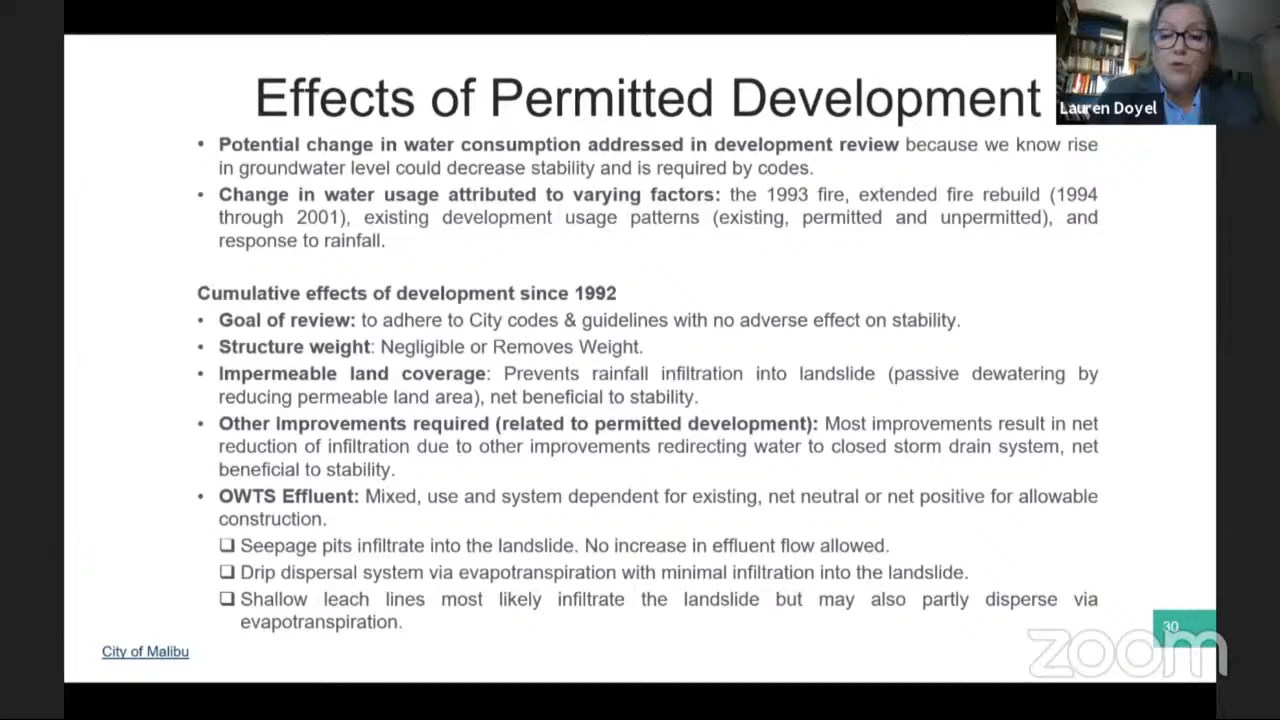 Effects of Permitted Development
Lauren Doyel
• Potential change in water consumption addressed in development review because we know rise
in groundwater level could decrease stability and is required by codes.
• Change in water usage attributed to varying factors: the 1993 fire, extended fire rebuild (1994
through 2001), existing development usage patterns (existing, permitted and unpermitted), and
response to rainfall.
Cumulative effects of development since 1992
• Goal of review: to adhere to City codes & guidelines with no adverse effect on stability.
• Structure weight: Negligible or Removes Weight.
• Impermeable land coverage: Prevents rainfall infiltration into landslide (passive dewatering by
reducing permeable land area), net beneficial to stability.
• Other Improvements required (related to permitted development): Most improvements result in net
reduction of infiltration due to other improvements redirecting water to closed storm drain system, net
beneficial to stability.
• OWTS Effluent: Mixed, use and system dependent for existing, net neutral or net positive for allowable
construction.
❑ Seepage pits infiltrate into the landslide. No increase in effluent flow allowed.
❑ Drip dispersal system via evapotranspiration with minimal infiltration into the landslide.
❑ Shallow leach lines most likely infiltrate the landslide but may also partly disperse via
evapotranspiration.
30
City of Malibu
zoom